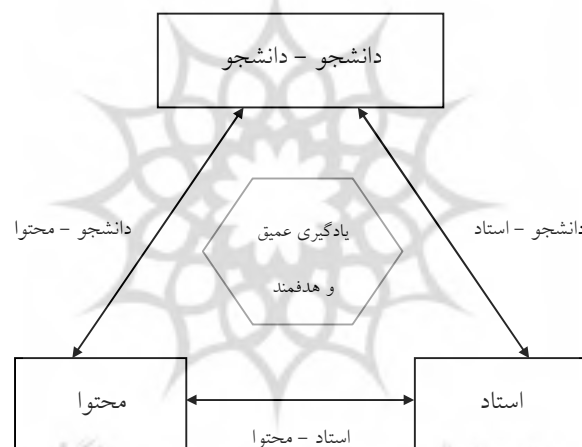 دانشجو – دانشجو
دانشجو – استاد
دانشجو – محتوا
یادگیری عمیق
و هدفمند
استاد
محتوا
استاد – محتوا